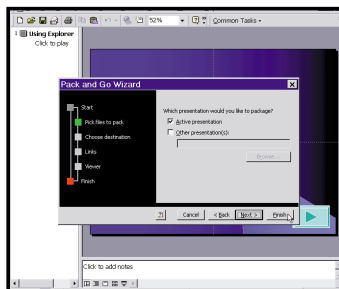 52%
Common Tasks
1
Using Explorer
Click to play
Pack and Go Wizard
Start
Pick files to pack
Choose destination
Links
Viewer
Finish
Which presentation would you like to package?
Active presentation
Other presentation(s):
Browse...
Cancel
< Back
Next >
Finish
Click to add notes